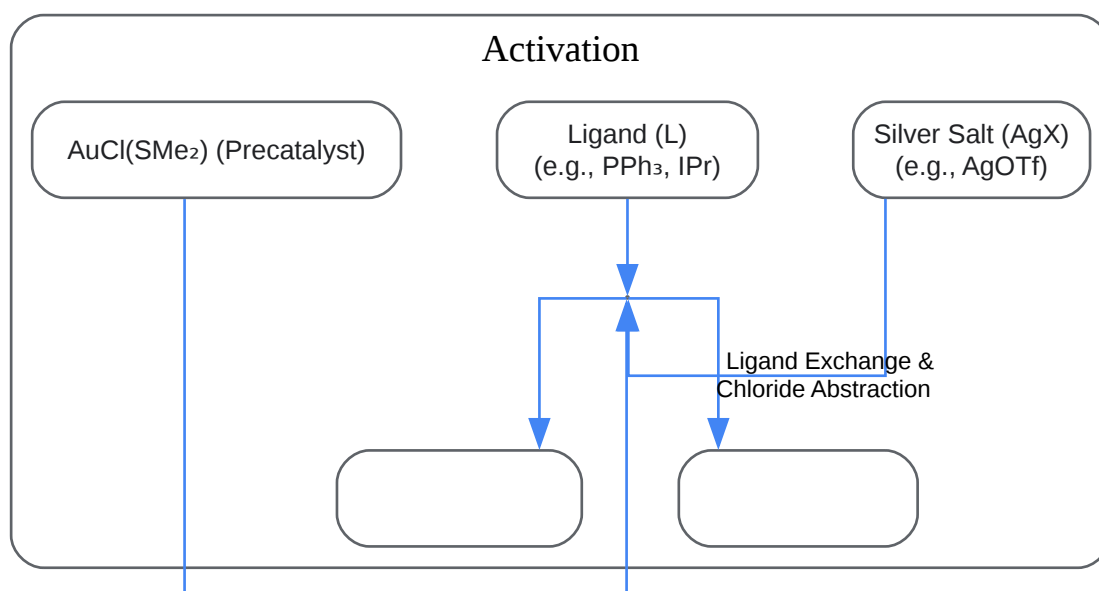 Activation
AuCl(SMe₂) (Precatalyst)
Ligand (L)
(e.g., PPh₃, IPr)
Silver Salt (AgX)
(e.g., AgOTf)
Ligand Exchange &
Chloride Abstraction